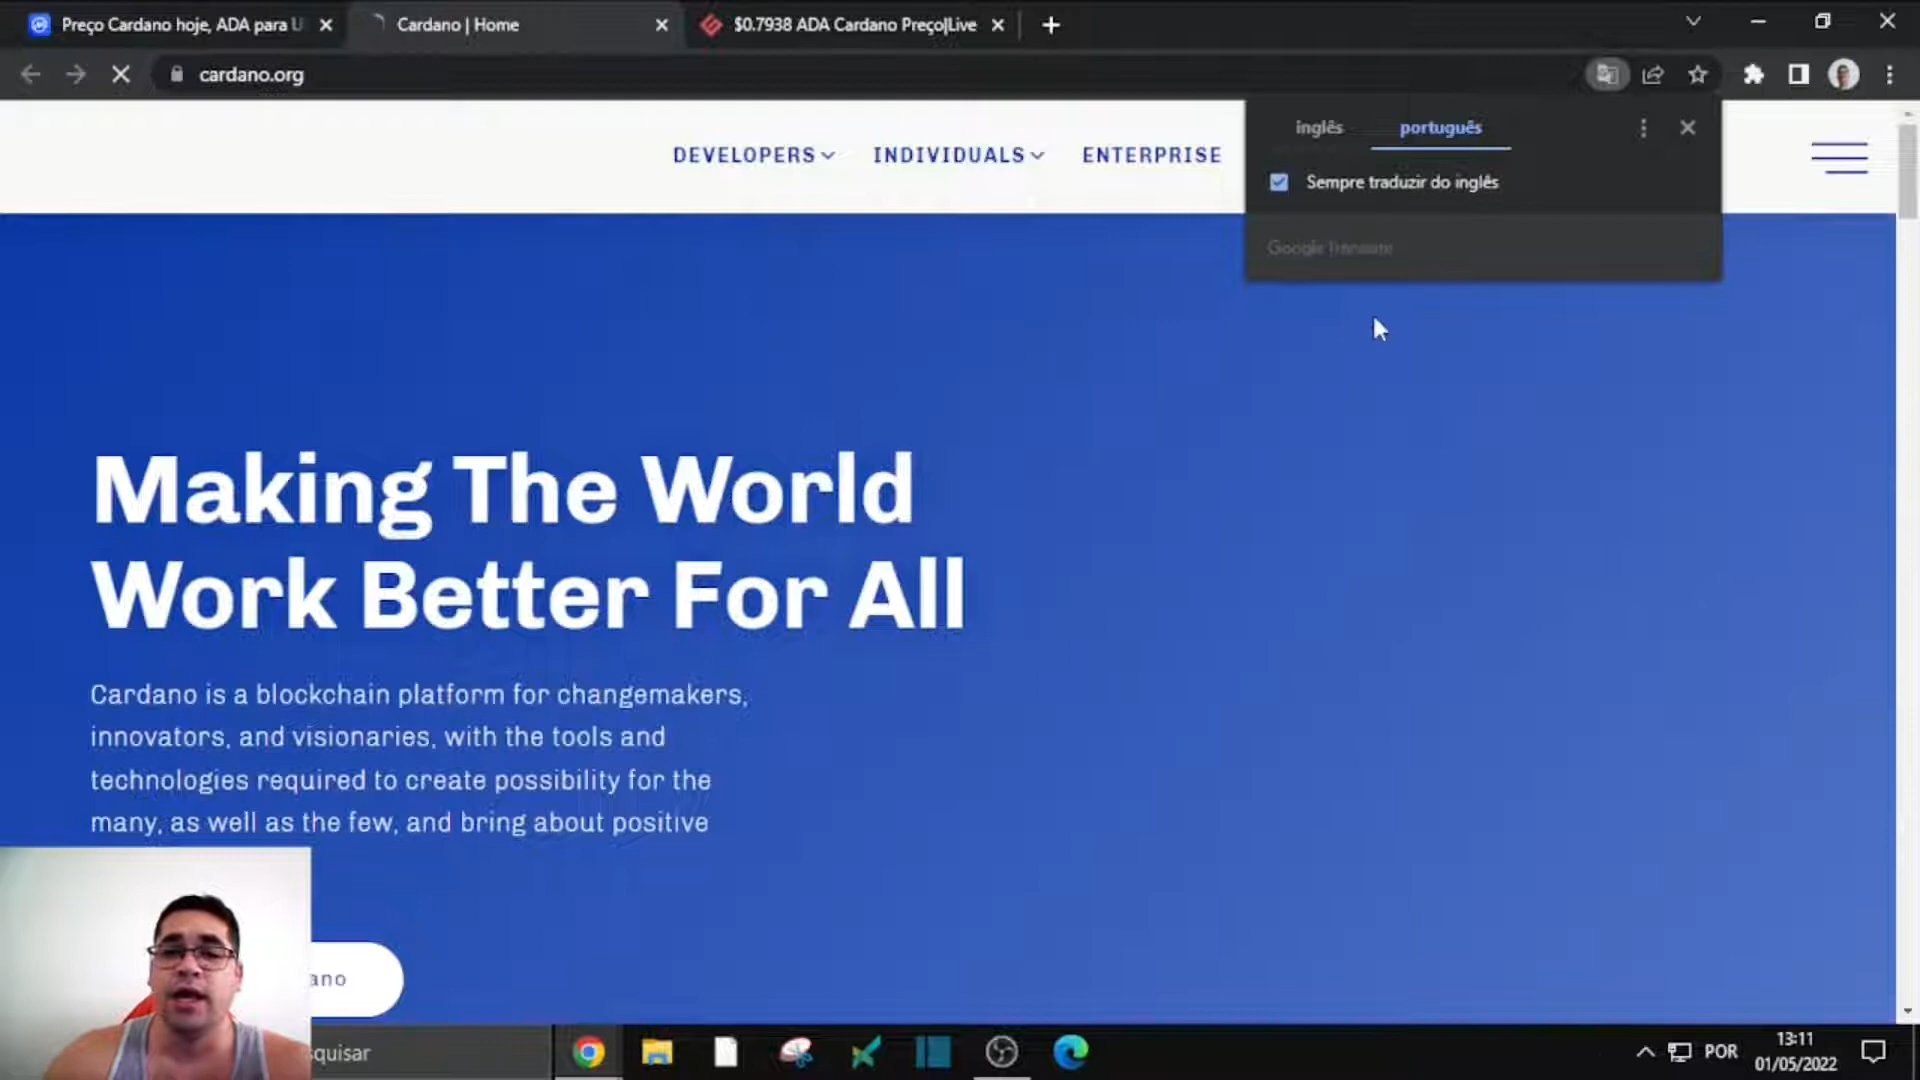 Preço Cardano hoje, ADA para U
Cardano | Home
$0.7938 ADA Cardano Preço|Live
cardano.org
inglês português
Sempre traduzir do inglês
Google Translate
DEVELOPERS INDIVIDUALS ENTERPRISE
Making The World
Work Better For All
Cardano is a blockchain platform for changemakers,
innovators, and visionaries, with the tools and
technologies required to create possibility for the
many, as well as the few, and bring about positive
ano
squisar
POR
13:11
01/05/2022